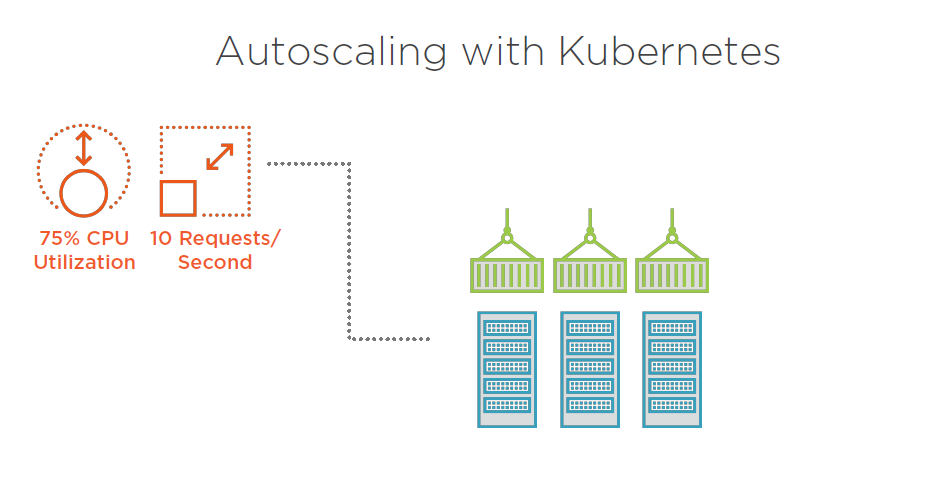 Autoscaling with Kubernetes
75% CPU
Utilization
10 Requests/
Second